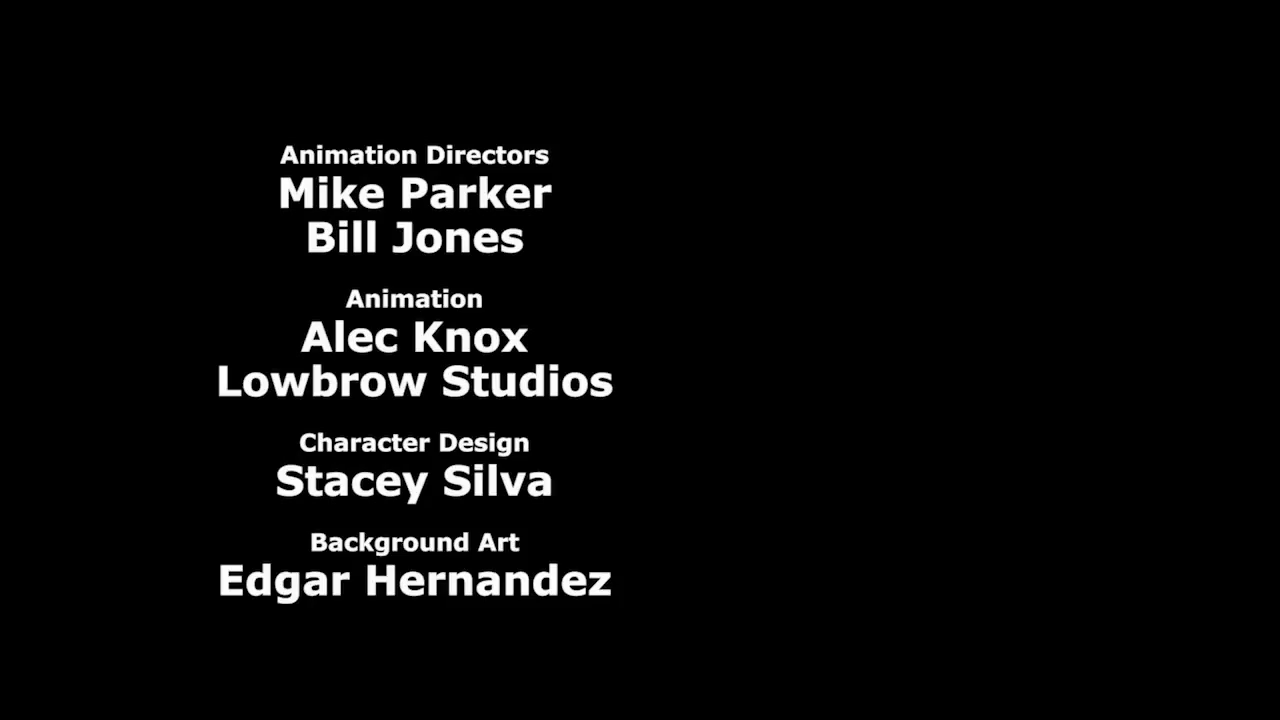 Animation Directors
Mike Parker
Bill Jones
Animation
Alec Knox
Lowbrow Studios
Character Design
Stacey Silva
Background Art
Edgar Hernandez